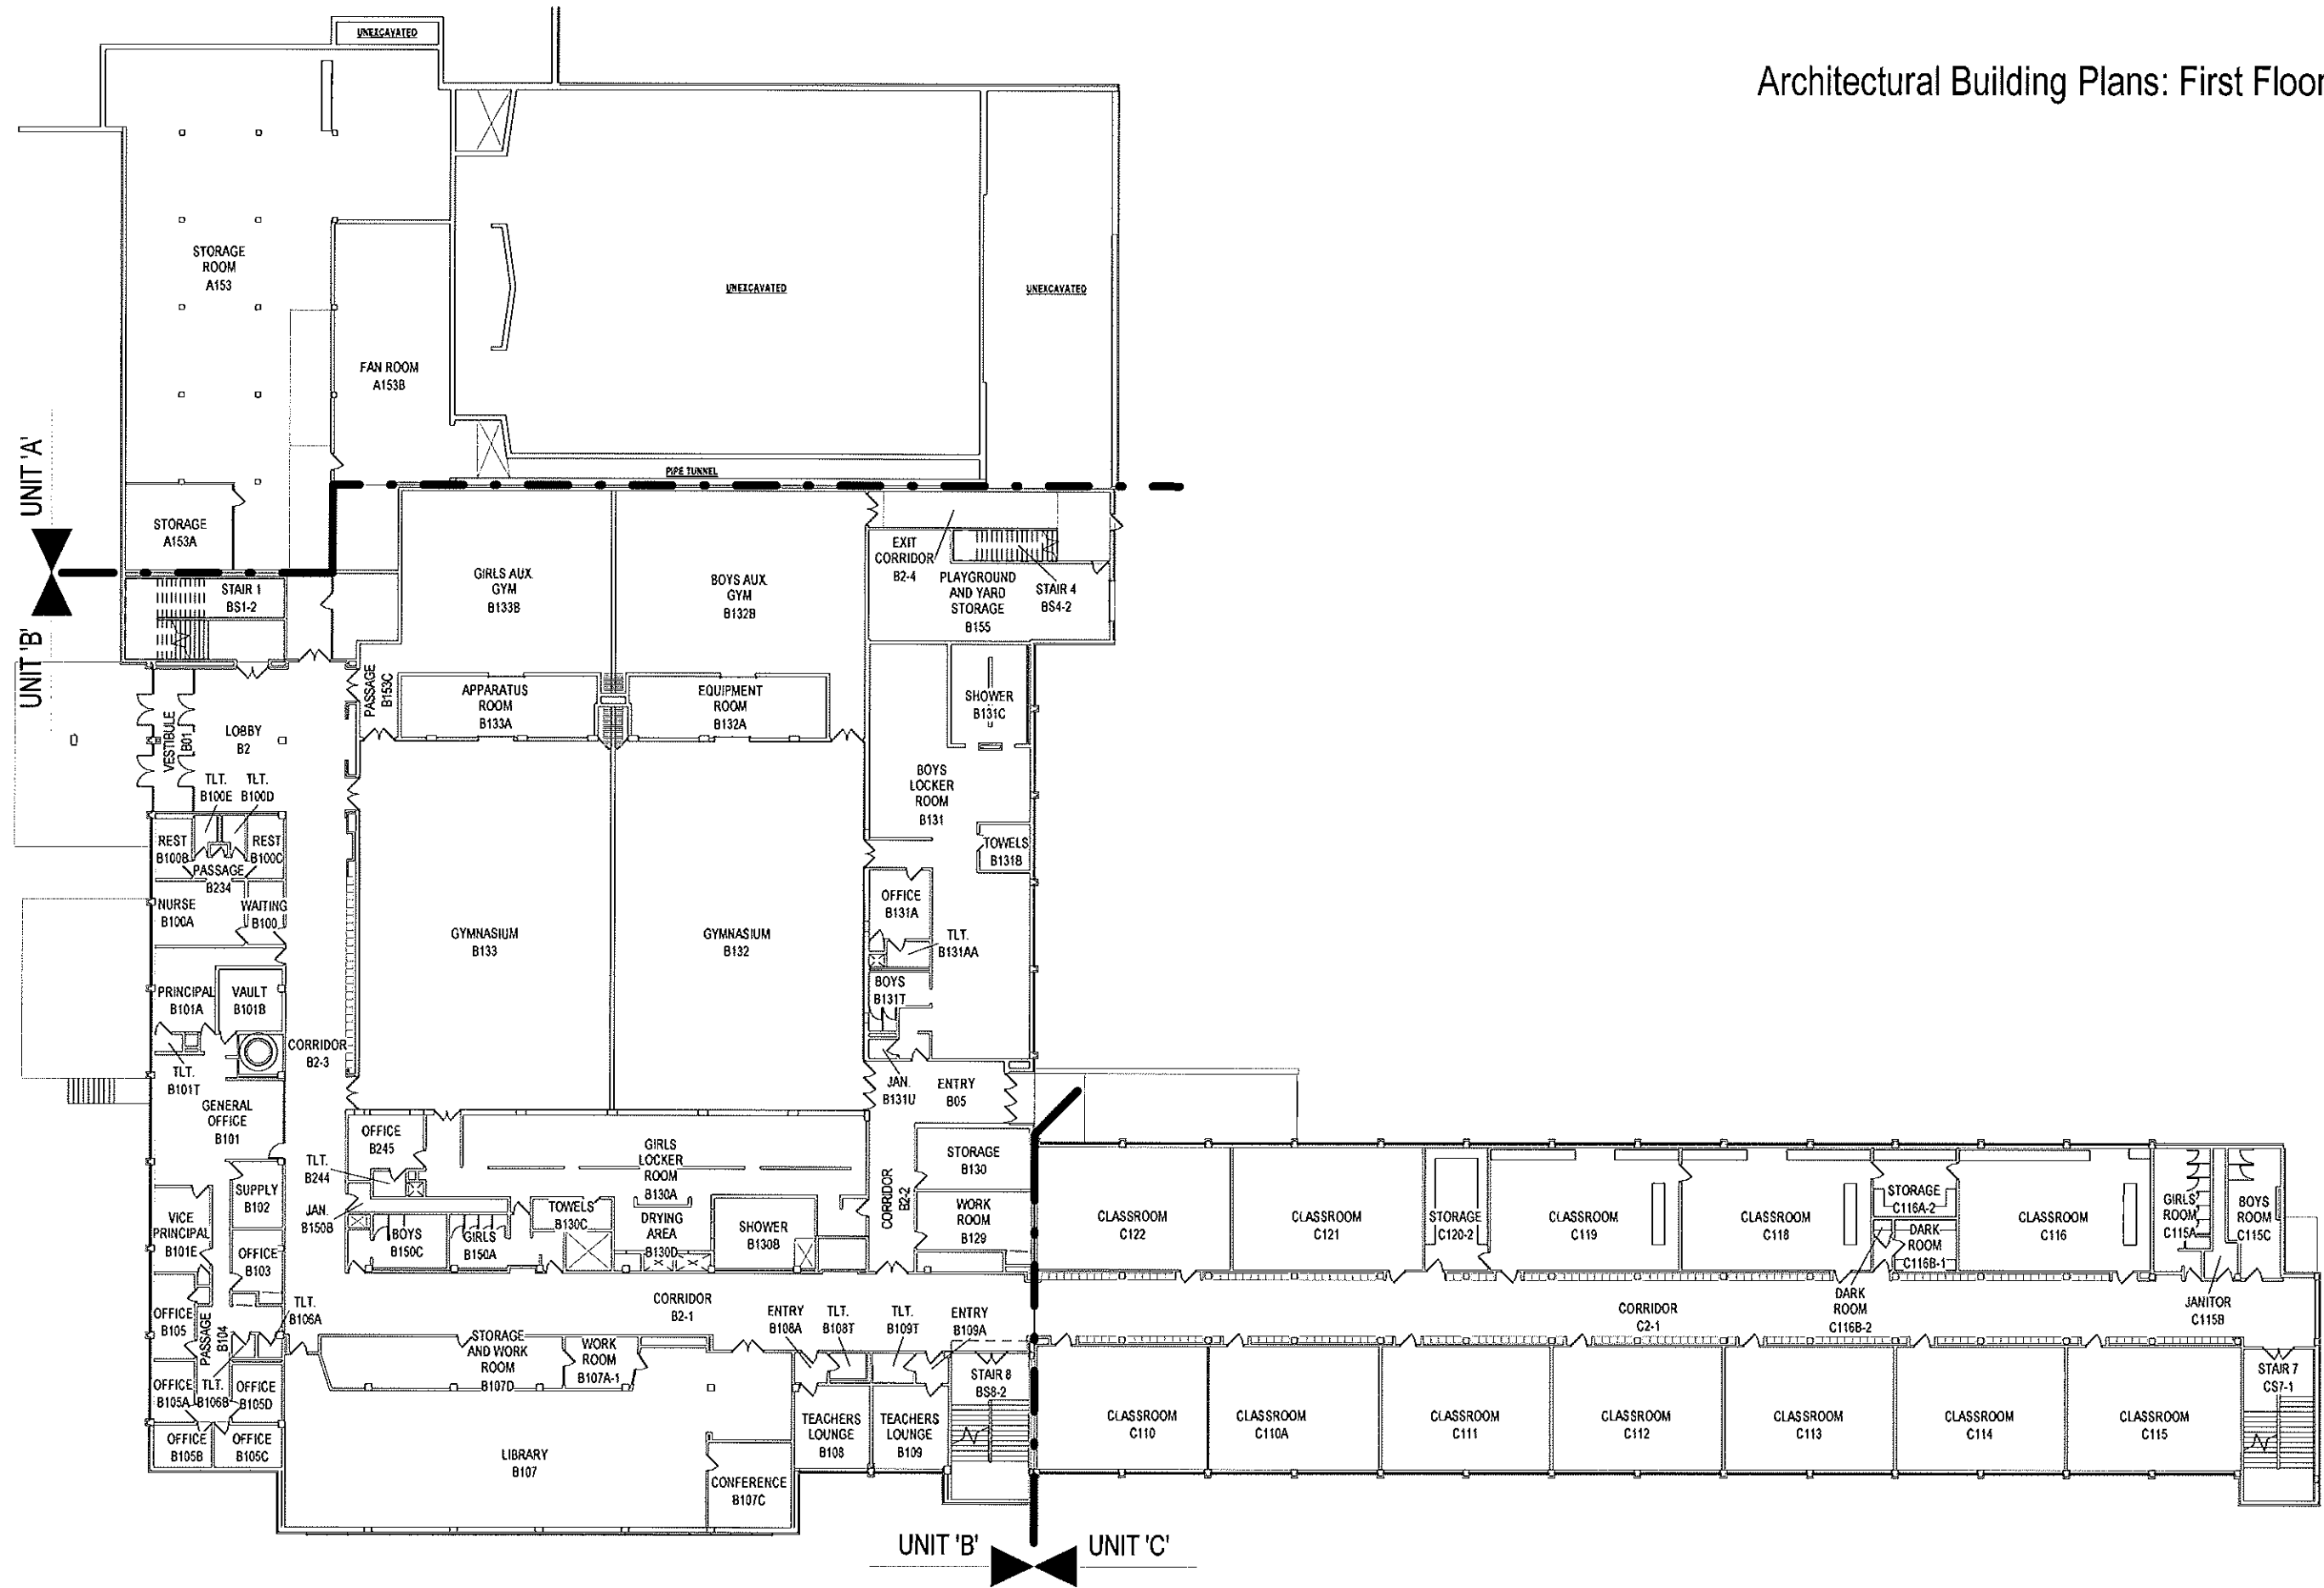 Architectural Building Plans: First Floor
UNEXCAVATED
STORAGE
ROOM
A153
UNEXCAVATED
UNEXCAVATED
FAN ROOM
A153B
PIPE TUNNEL
UNIT 'A'
UNIT 'B'
STORAGE
A153A
STAIR 1
BS1-2
GIRLS AUX.
GYM
B133B
BOYS AUX.
GYM
B132B
EXIT
CORRIDOR
B2-4
PLAYGROUND
AND YARD
STORAGE
B155
STAIR 4
BS4-2
PASSAGE
B153C
APPARATUS
ROOM
B133A
EQUIPMENT
ROOM
B132A
SHOWER
B131C
VESTIBULE
B01
LOBBY
B2
TLT.
B100E
TLT.
B100D
BOYS
LOCKER
ROOM
B131
TOWELS
B131B
REST
B100B
REST
B100C
PASSAGE
B234
NURSE
B100A
WAITING
B100
OFFICE
B131A
GYMNASIUM
B133
GYMNASIUM
B132
TLT.
B131AA
BOYS
B131T
PRINCIPAL
B101A
VAULT
B101B
CORRIDOR
B2-3
TLT.
B101T
JAN.
B131U
ENTRY
B05
GENERAL
OFFICE
B101
OFFICE
B245
TLT.
B244
GIRLS
LOCKER
ROOM
B130A
STORAGE
B130
CORRIDOR
B2-2
SUPPLY
B102
JAN.
B150B
TOWELS
B130C
DRYING
AREA
B130D
SHOWER
B130B
WORK
ROOM
B129
VICE
PRINCIPAL
B101E
BOYS
B150C
GIRLS
B150A
OFFICE
B103
CLASSROOM
C122
CLASSROOM
C121
STORAGE
C120-2
CLASSROOM
C119
CLASSROOM
C118
STORAGE
C116A-2
DARK
ROOM
C116B-1
CLASSROOM
C116
GIRLS
ROOM
C115A
BOYS
ROOM
C115C
OFFICE
B105
PASSAGE
B104
TLT.
B106A
CORRIDOR
B2-1
ENTRY
B108A
TLT.
B108T
TLT.
B109T
ENTRY
B109A
CORRIDOR
C2-1
DARK
ROOM
C116B-2
JANITOR
C115B
STORAGE
AND WORK
ROOM
B107D
WORK
ROOM
B107A-1
STAIR 8
BS8-2
STAIR 7
CS7-1
OFFICE
B105A
TLT.
B106B
OFFICE
B105D
TEACHERS
LOUNGE
B108
TEACHERS
LOUNGE
B109
CLASSROOM
C110
CLASSROOM
C110A
CLASSROOM
C111
CLASSROOM
C112
CLASSROOM
C113
CLASSROOM
C114
CLASSROOM
C115
OFFICE
B105B
OFFICE
B105C
LIBRARY
B107
CONFERENCE
B107C
UNIT 'B'
UNIT 'C'